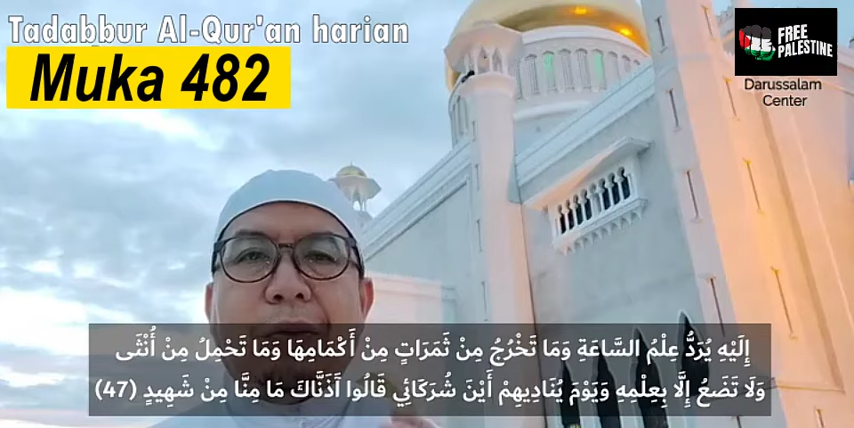 Tadabbur Al-Qur'an harian
Muka 482
FREE
PALESTINE
Darussalam
Center
إِلَيْهِ يُرَدُّ عِلْمُ السَّاعَةِ وَمَا تَخْرُجُ مِنْ ثَمَرَاتٍ مِنْ أَكْمَامِهَا وَمَا تَحْمِلُ مِنْ أُنْثَى
وَلَا تَضَعُ إِلَّا بِعِلْمِهِ وَيَوْمَ يُنَادِيهِمْ أَيْنَ شُرَكَائِي قَالُوا آذَنَّاكَ مَا مِنَّا مِنْ شَهِيدٍ (47)